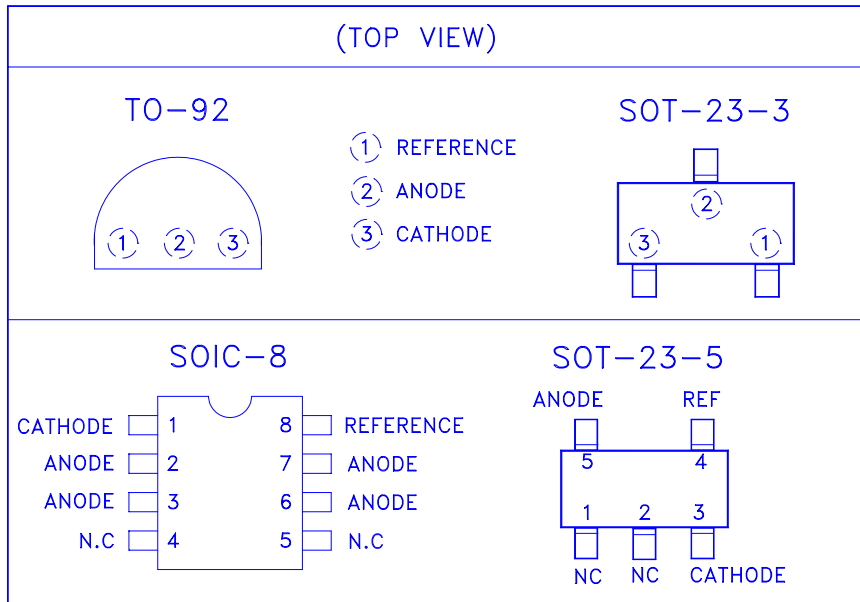 (TOP VIEW)
TO-92
1 REFERENCE
2 ANODE
3 CATHODE
1 2 3
SOT-23-3
2
3 1
SOIC-8
CATHODE 1 8 REFERENCE
ANODE 2 7 ANODE
ANODE 3 6 ANODE
N.C 4 5 N.C
SOT-23-5
ANODE REF
5 4
1 2 3
NC NC CATHODE